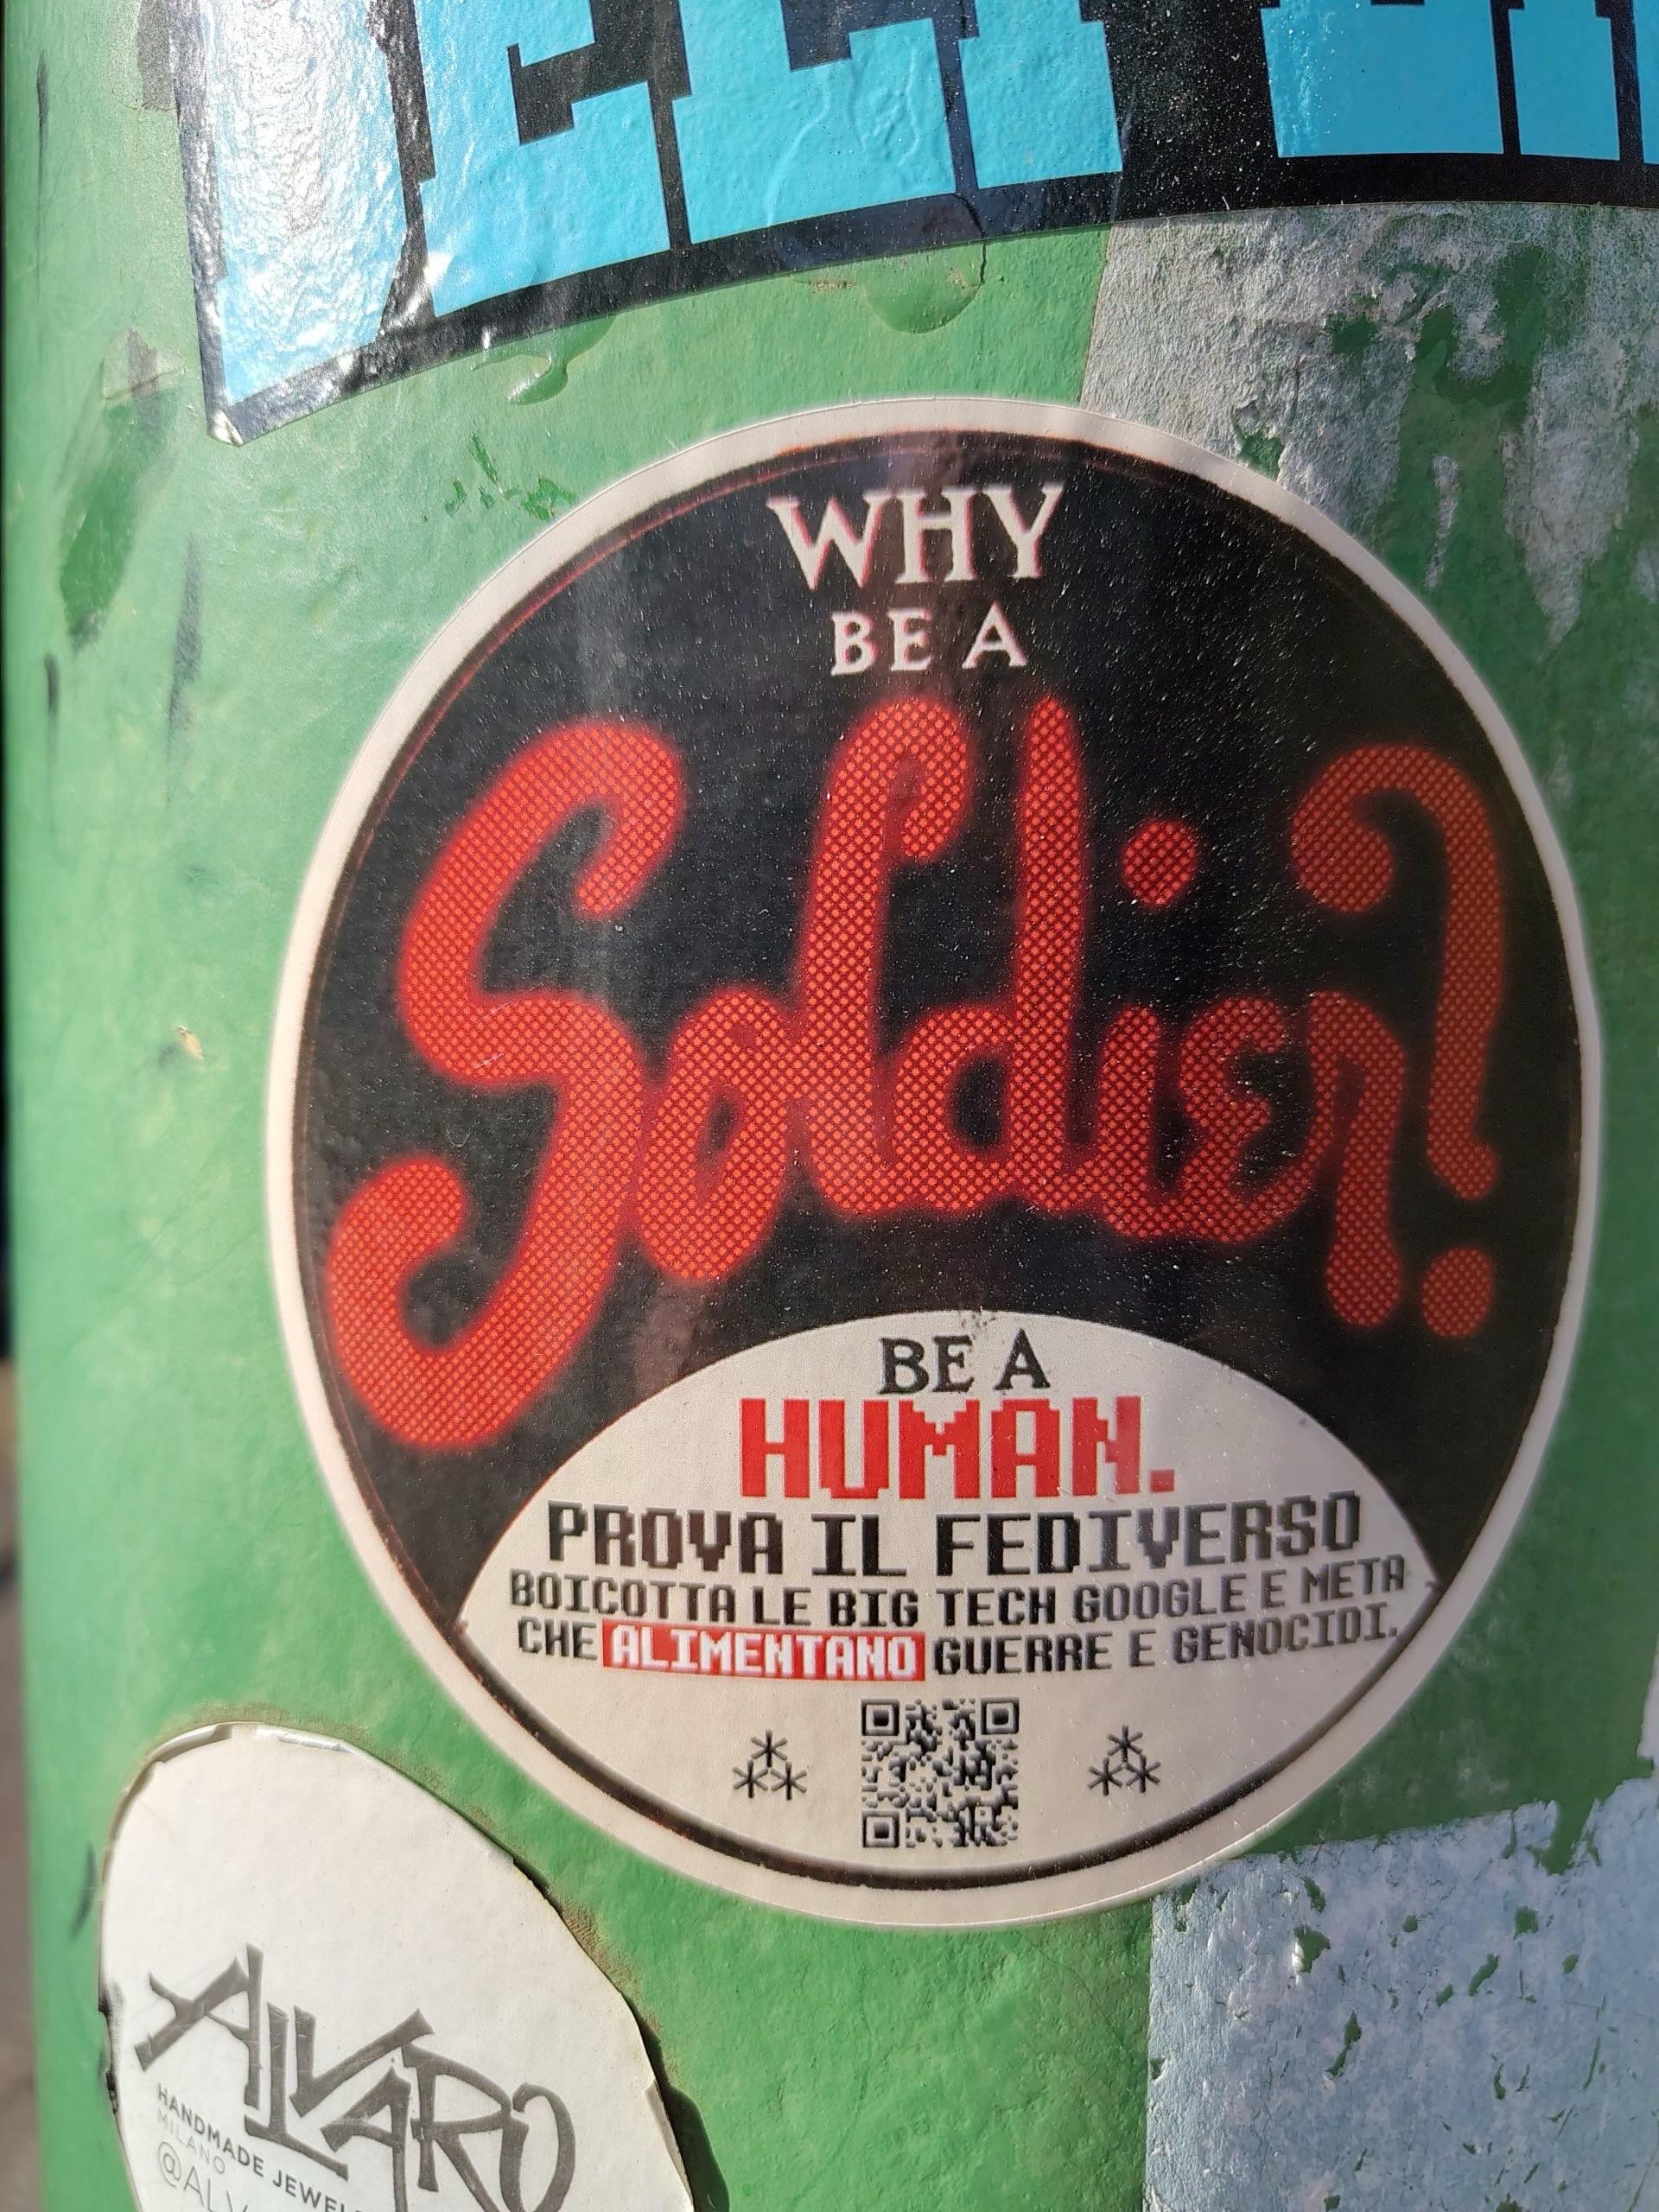 WHY
BE A
Soldier?
BE A
HUMAN.
PROVA IL FEDIVERSO
BOICOTTA LE BIG TECH GOOGLE E META
CHE ALIMENTANO GUERRE E GENOCIDI.
ALVARO
HANDMADE JEWEL
MILANO
@ALV